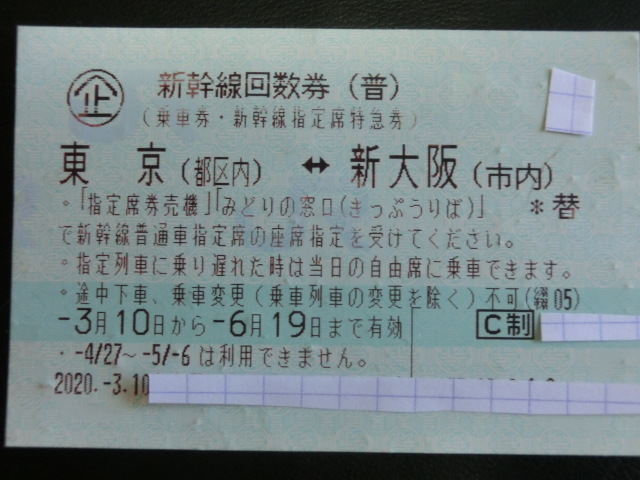 企 新幹線回数券(普)
(乗車券・新幹線指定席特急券)
東 京(都区内) ↔ 新大阪(市内)
・「指定席券売機」「みどりの窓口(きっぷうりば)」 *替
で新幹線普通車指定席の座席指定を受けてください。
・指定列車に乗り遅れた時は当日の自由席に乗車できます。
・途中下車、乗車変更(乗車列車の変更を除く)不可( 05)
-3月10日から-6月19日まで有効 C制
・-4/27~-5/-6 は利用できません。
2020.-3.10